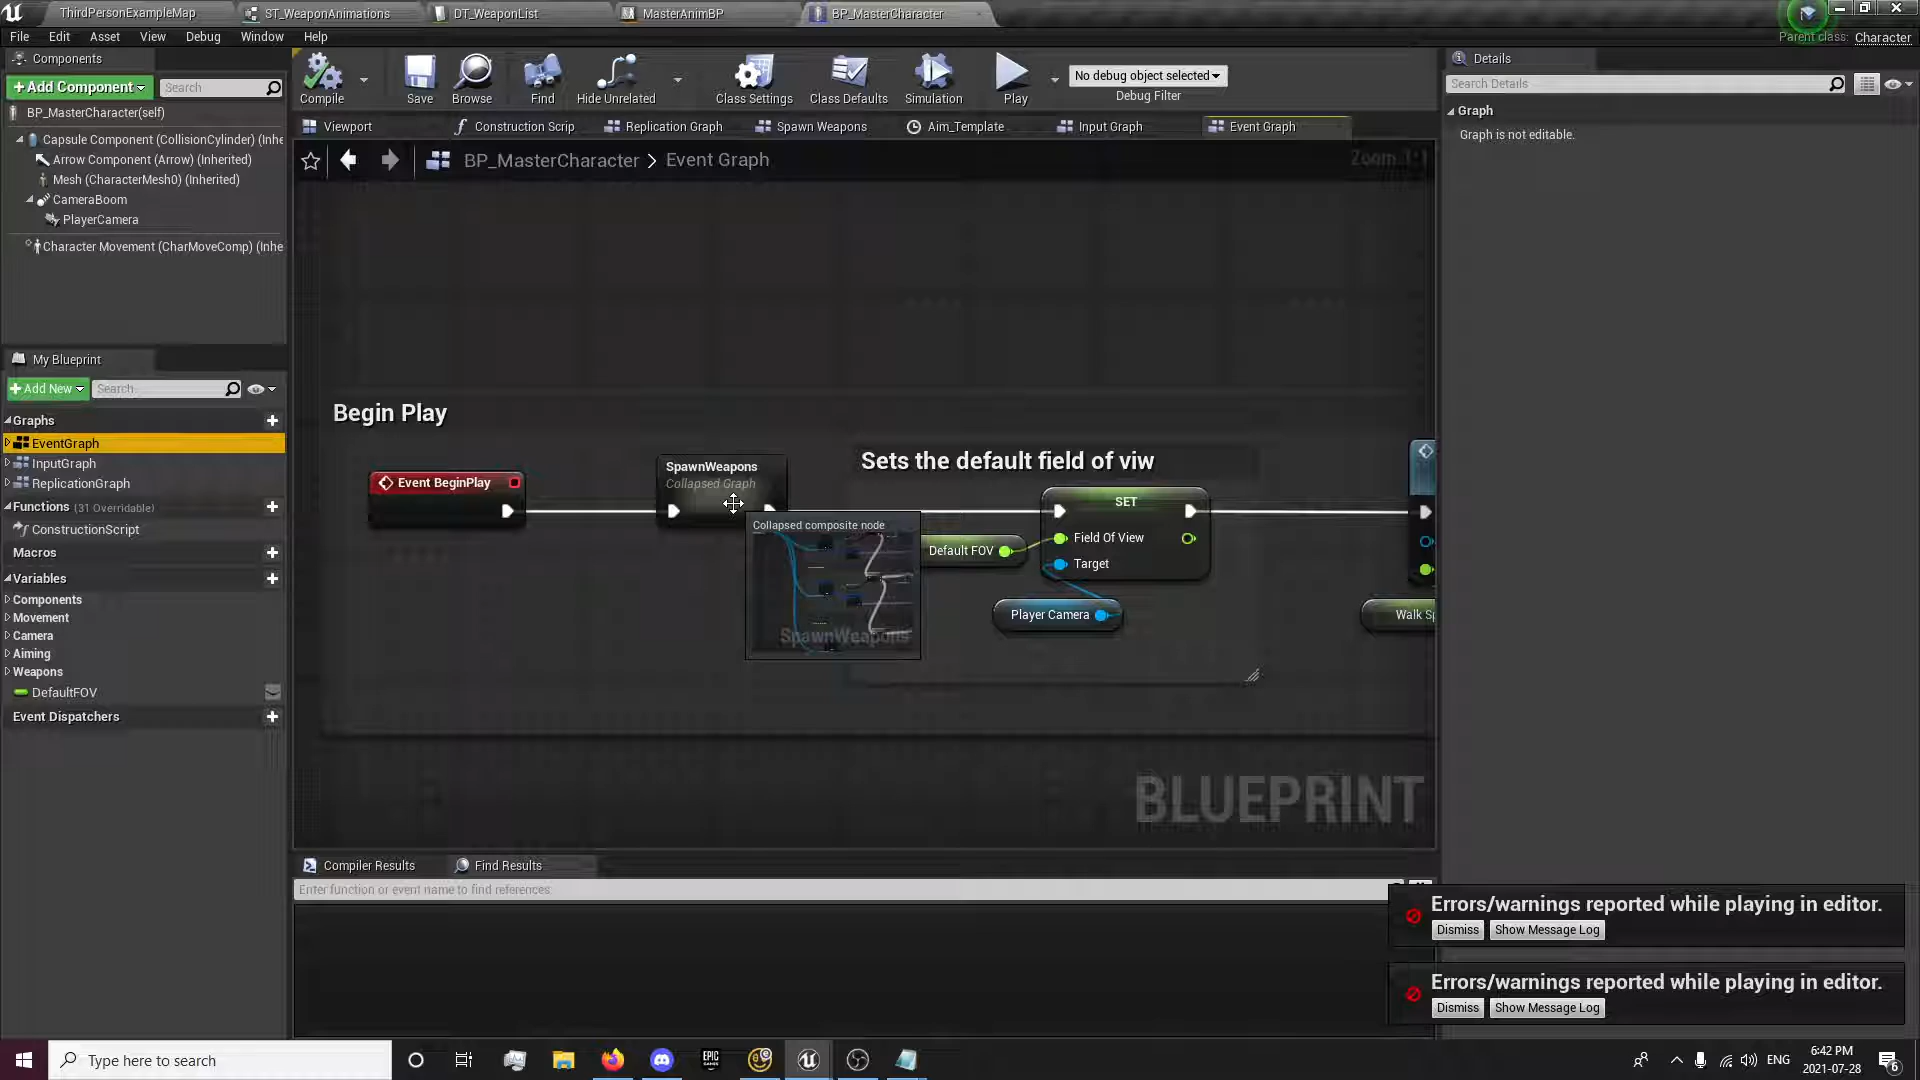 ThirdPersonExampleMap
ST_WeaponAnimations
DT_WeaponList
MasterAnimBP
BP_MasterCharacter
File Edit Asset View Debug Window Help
Parent class: Character
Components
+Add Component
Search
BP_MasterCharacter(self)
Capsule Component (CollisionCylinder) (Inhe
Arrow Component (Arrow) (Inherited)
Mesh (CharacterMesh0) (Inherited)
CameraBoom
PlayerCamera
Character Movement (CharMoveComp) (Inhe
My Blueprint
+Add New
Search
Graphs
EventGraph
InputGraph
ReplicationGraph
Functions (31 Overridable)
ConstructionScript
Macros
Variables
Components
Movement
Camera
Aiming
Weapons
DefaultFOV
Event Dispatchers
Compile
Save
Browse
Find
Hide Unrelated
Class Settings
Class Defaults
Simulation
Play
No debug object selected
Debug Filter
Viewport
Construction Scrip
Replication Graph
Spawn Weapons
Aim_Template
Input Graph
Event Graph
BP_MasterCharacter > Event Graph
Zoom 1:1
Begin Play
Event BeginPlay
SpawnWeapons
Collapsed Graph
Collapsed composite node
SpawnWeapons
Sets the default field of viw
SET
Default FOV
Field Of View
Target
Player Camera
Walk Sp
BLUEPRINT
Compiler Results
Find Results
Enter function or event name to find references
Details
Search Details
Graph
Graph is not editable.
Errors/warnings reported while playing in editor.
Dismiss
Show Message Log
Errors/warnings reported while playing in editor.
Dismiss
Show Message Log
Type here to search
EPIC
ENG
6:42 PM
2021-07-28
6